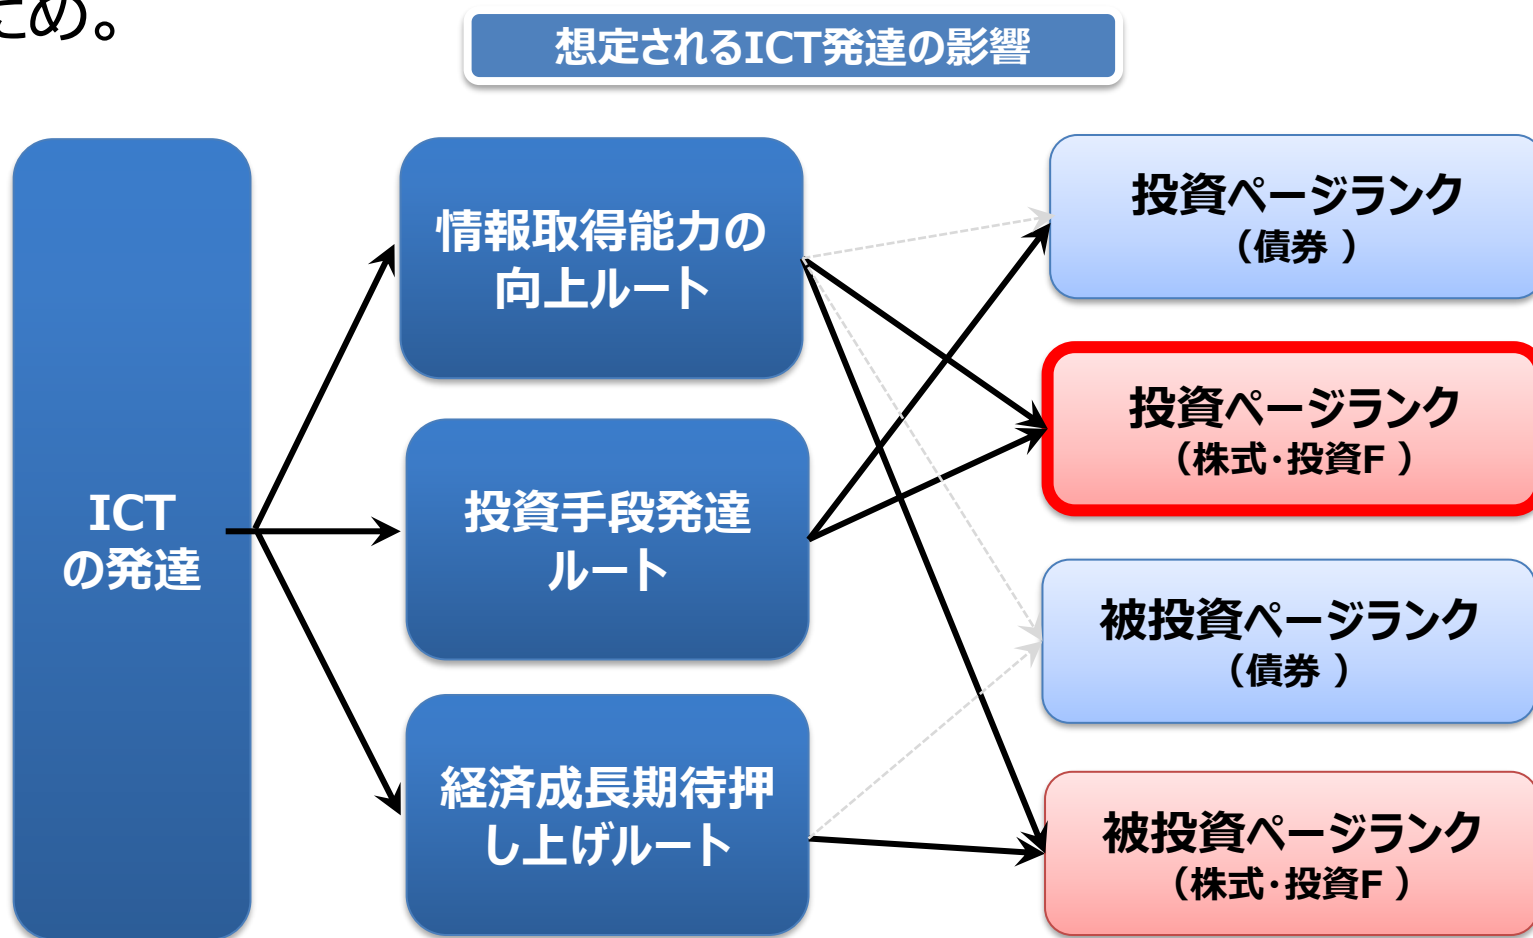 ため。
想定されるICT発達の影響
ICT
の発達
情報取得能力の
向上ルート
投資手段発達
ルート
経済成長期待押
し上げルート
投資ページランク
（債券 ）
投資ページランク
（株式・投資F ）
被投資ページランク
（債券 ）
被投資ページランク
（株式・投資F ）